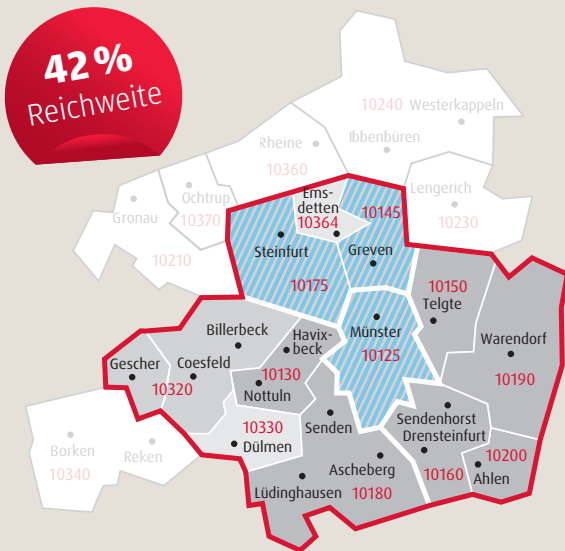 42 %
Reichweite
10240
Westerkappeln
Ibbenbüren
Rheine
10360
Lengerich
10230
Ochtrup
10370
Gronau
10210
Ems-
detten
10364
10145
Greven
Steinfurt
10175
10150
Telgte
Münster
10125
Warendorf
10190
Billerbeck
Havix-
beck
Gescher
Coesfeld
10320
10130
Nottuln
10330
Dülmen
Senden
Sendenhorst
Drensteinfurt
10160
10200
Ahlen
Borken
10340
Reken
Ascheberg
Lüdinghausen
10180